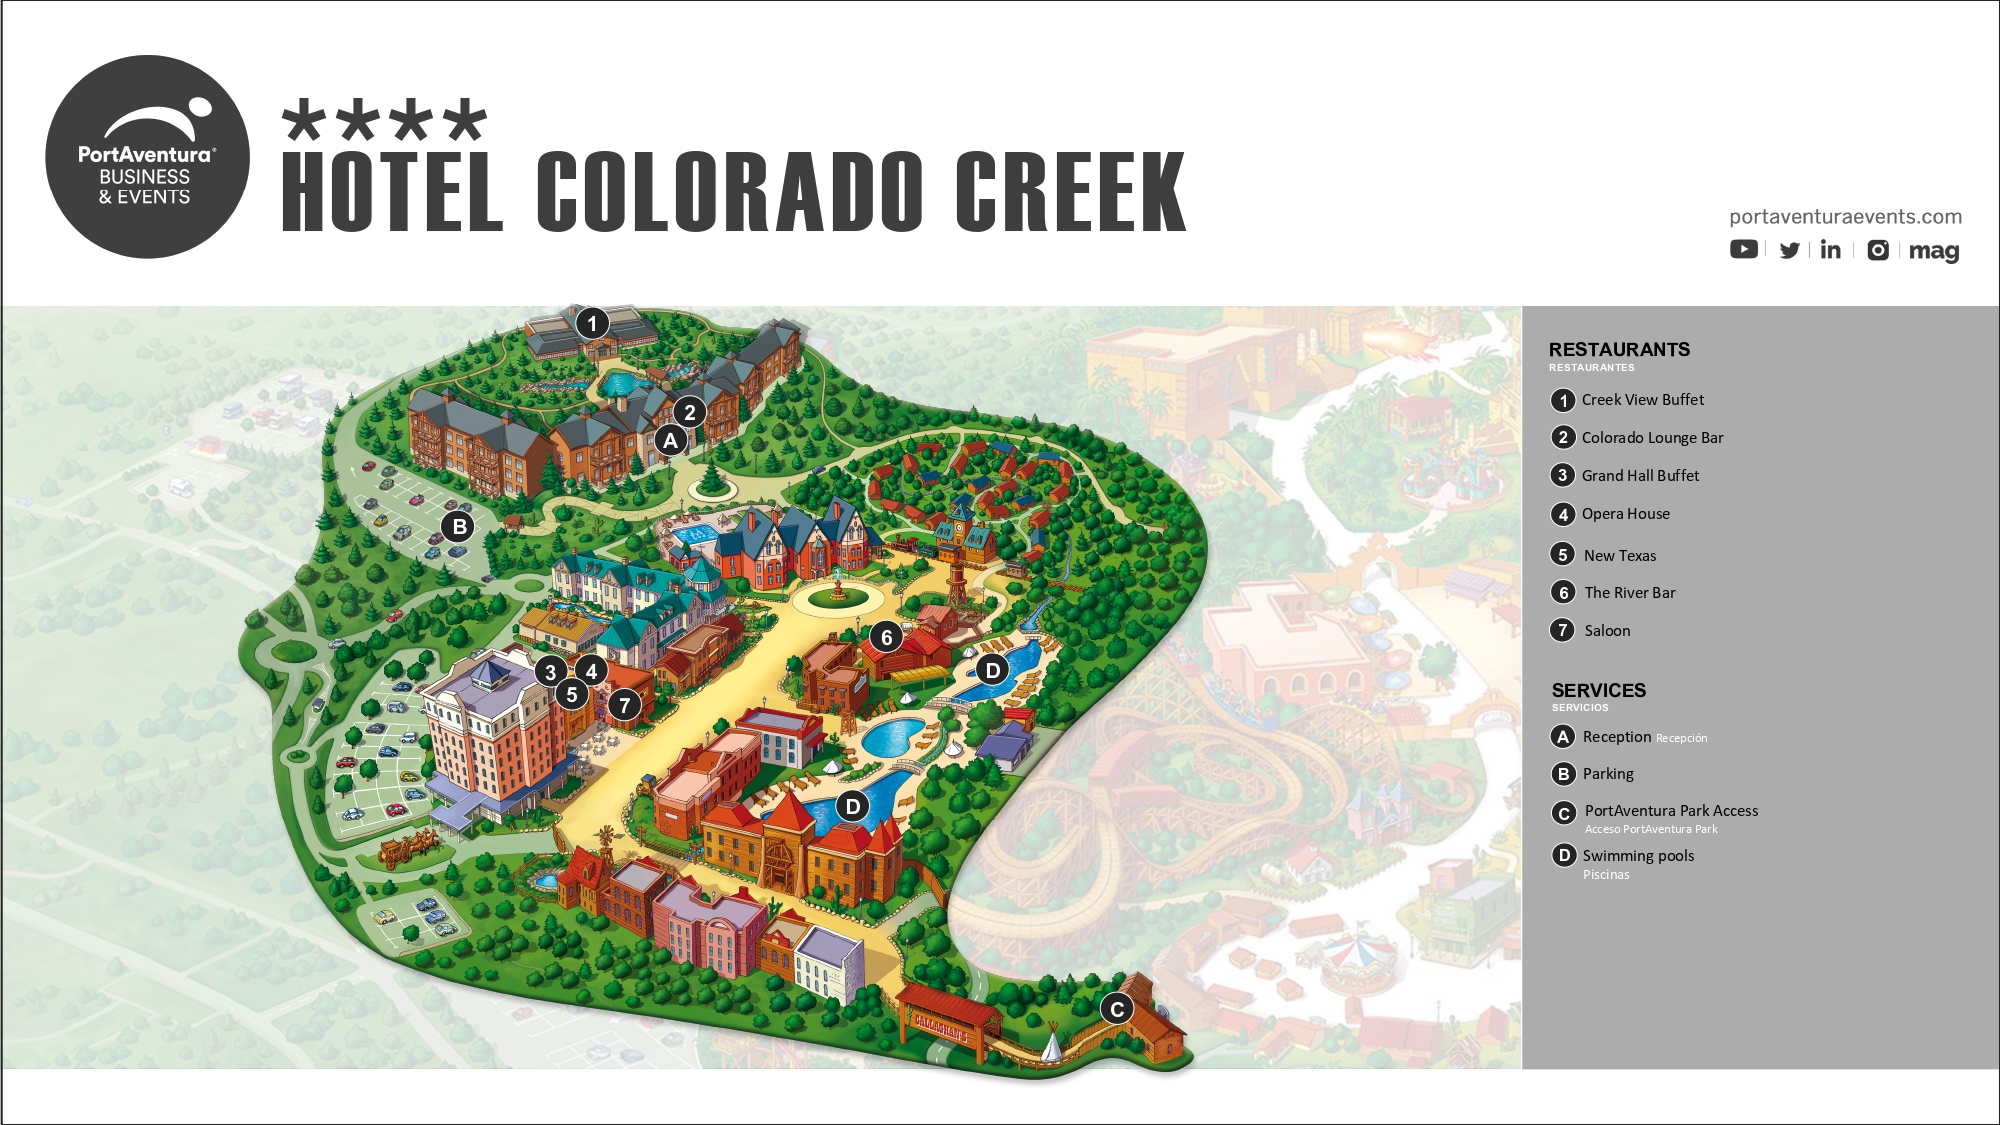 PortAventura®
BUSINESS
& EVENTS
****
HOTEL COLORADO CREEK
portaventuraevents.com
in
mag
1
2
A
B
3
4
5
7
6
D
D
C
CALLAGHAN'S
RESTAURANTS
RESTAURANTES
1 Creek View Buffet
2 Colorado Lounge Bar
3 Grand Hall Buffet
4 Opera House
5 New Texas
6 The River Bar
7 Saloon
SERVICES
SERVICIOS
A Reception Recepción
B Parking
C PortAventura Park Access
Acceso PortAventura Park
D Swimming pools
Piscinas